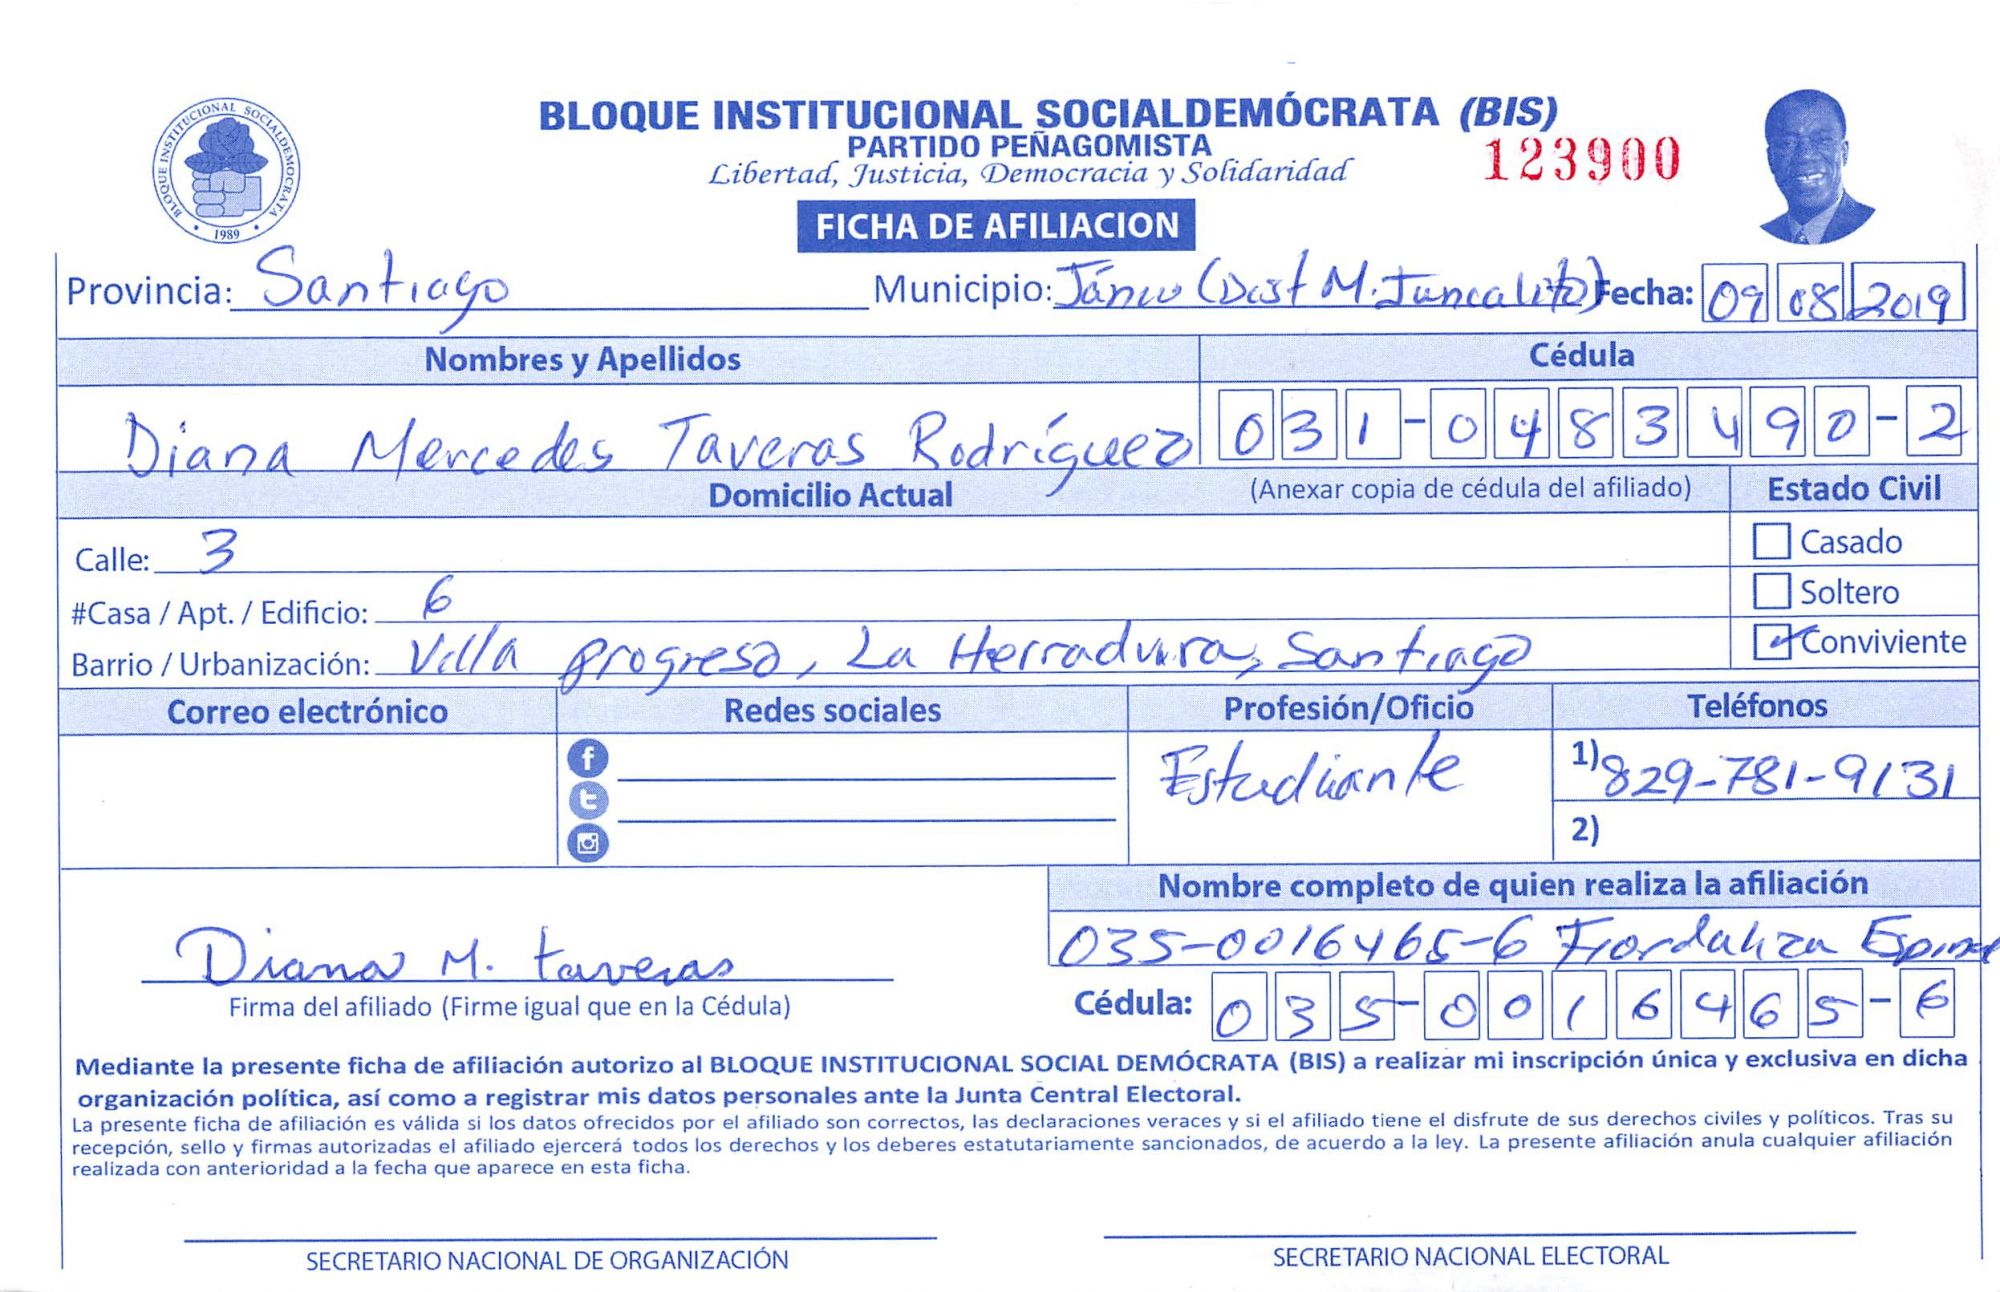 BLOQUE INSTITUCIONAL SOCIALDEMOCRATA
1989
BLOQUE INSTITUCIONAL SOCIALDEMÓCRATA (BIS)
PARTIDO PEÑAGOMISTA
Libertad, Justicia, Democracia y Solidaridad
123900
FICHA DE AFILIACION
Provincia: Santiago Municipio: Jánico (Dist M. Juncalito) Fecha: 09 08 2019
Nombres y Apellidos Cédula
Diana Mercedes Taveras Rodríguez 031-0483490-2
Domicilio Actual (Anexar copia de cédula del afiliado) Estado Civil
Calle: 3 Casado
#Casa / Apt. / Edificio: 6 Soltero
Barrio / Urbanización: Villa progreso, La Herradura, Santiago Conviviente
Correo electrónico Redes sociales Profesión/Oficio Teléfonos
Estudiante 1) 829-781-9131
2)
Nombre completo de quien realiza la afiliación
035-0016465-6 Fiordaliza Espinal
Diana M. taveras
Firma del afiliado (Firme igual que en la Cédula) Cédula: 035-0016465-6
Mediante la presente ficha de afiliación autorizo al BLOQUE INSTITUCIONAL SOCIAL DEMÓCRATA (BIS) a realizar mi inscripción única y exclusiva en dicha
organización política, así como a registrar mis datos personales ante la Junta Central Electoral.
La presente ficha de afiliación es válida si los datos ofrecidos por el afiliado son correctos, las declaraciones veraces y si el afiliado tiene el disfrute de sus derechos civiles y políticos. Tras su
recepción, sello y firmas autorizadas el afiliado ejercerá todos los derechos y los deberes estatutariamente sancionados, de acuerdo a la ley. La presente afiliación anula cualquier afiliación
realizada con anterioridad a la fecha que aparece en esta ficha.
SECRETARIO NACIONAL DE ORGANIZACIÓN SECRETARIO NACIONAL ELECTORAL